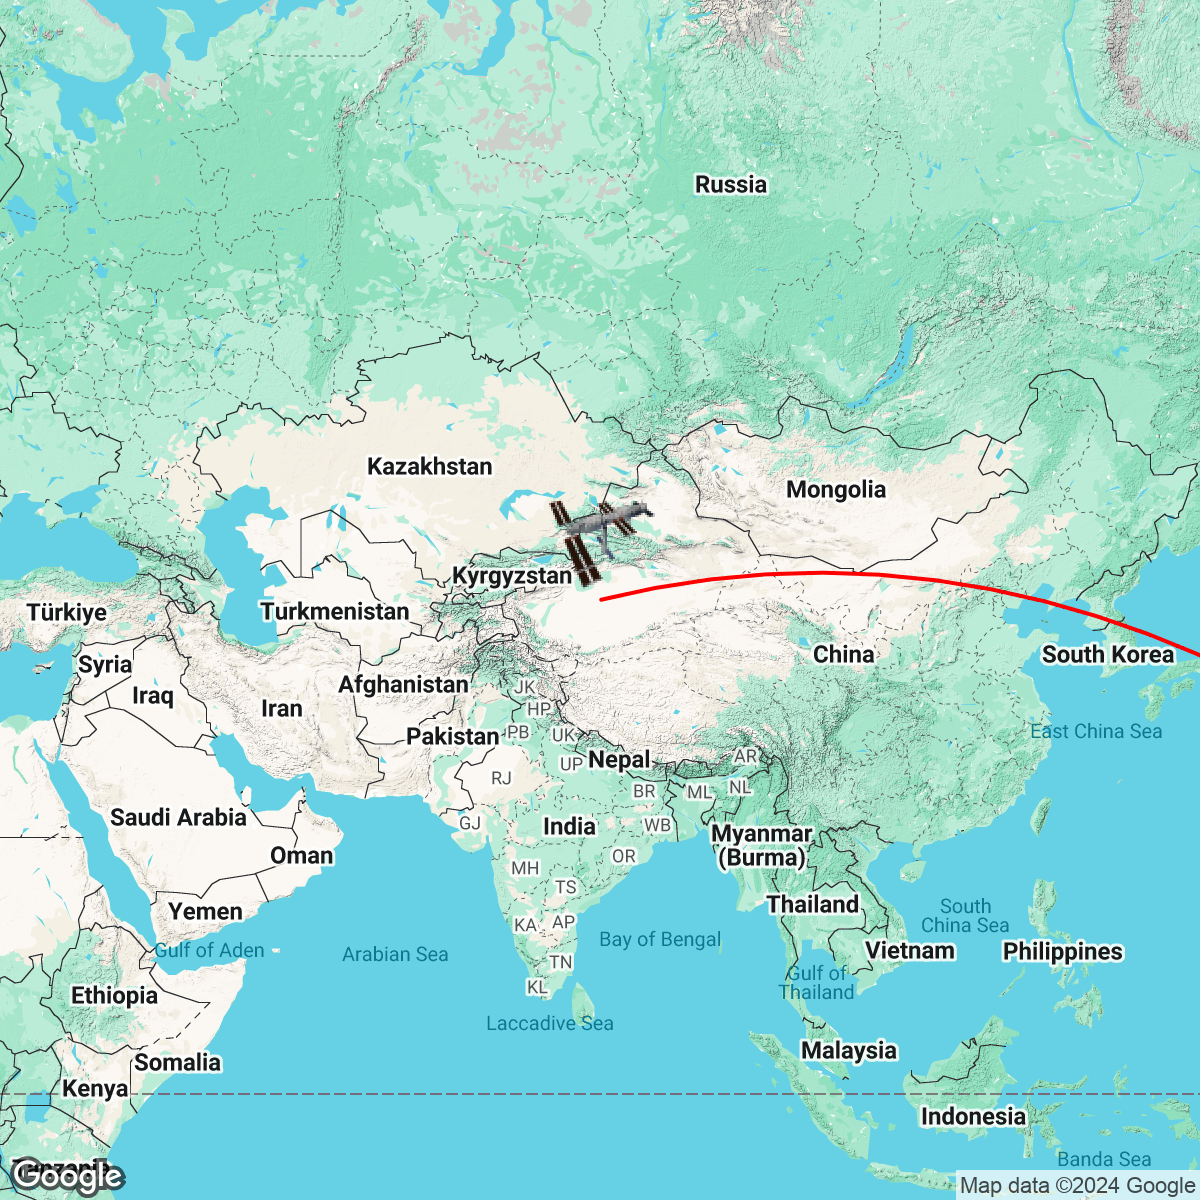 Russia
Kazakhstan
Mongolia
Kyrgyzstan
Türkiye
Turkmenistan
Syria
China
South Korea
Afghanistan
JK
Iraq
Iran
HP
Pakistan
PB
UK
East China Sea
Nepal
AR
UP
RJ
BR
ML
NL
Saudi Arabia
GJ
India
WB
Myanmar
(Burma)
Oman
OR
MH
TS
Yemen
Thailand
South
China Sea
KA
AP
Gulf of Aden
Arabian Sea
Bay of Bengal
Vietnam
Philippines
TN
Gulf of
Thailand
KL
Ethiopia
Laccadive Sea
Somalia
Malaysia
Kenya
Indonesia
Banda Sea
Tanzania
Google
Map data ©2024 Google